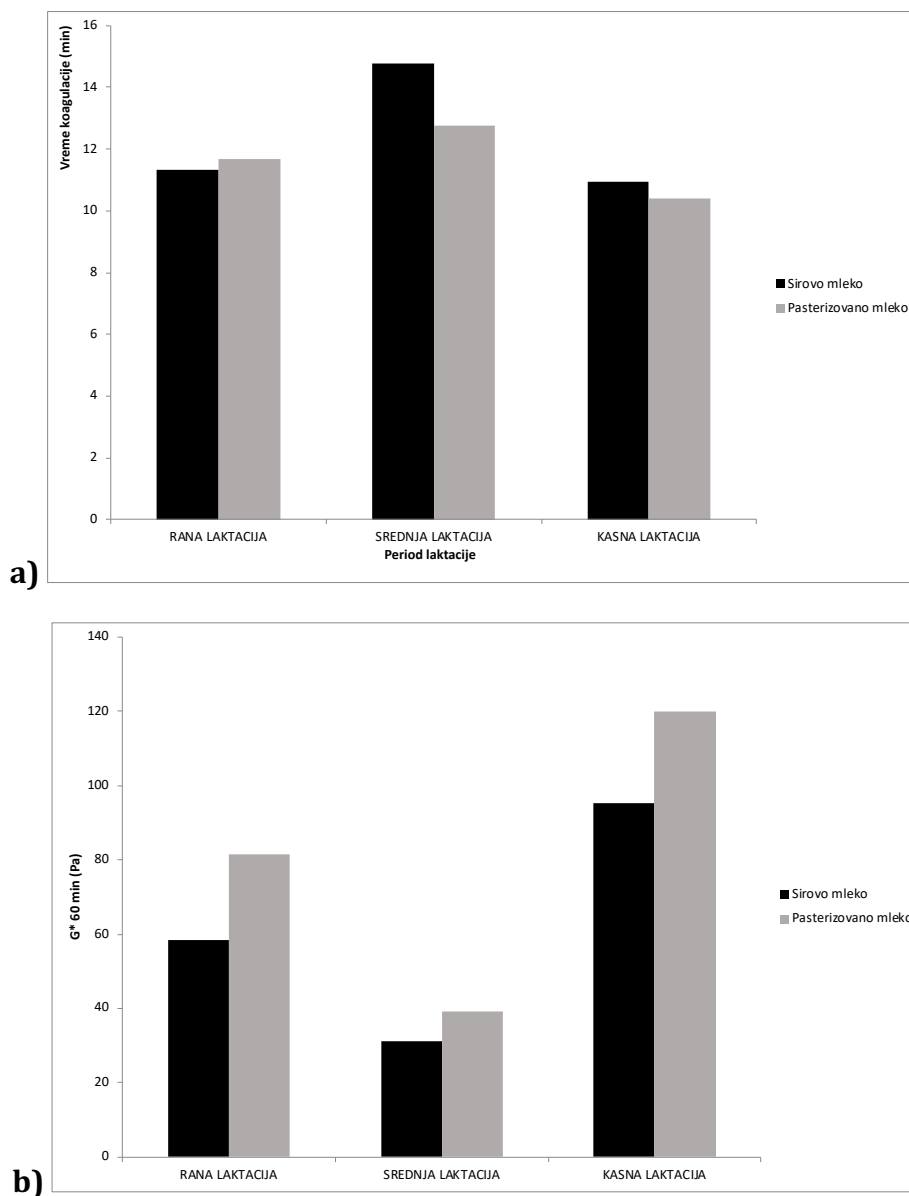 Vreme koagulacije (min)
16
14
12
10
8
6
4
2
0
RANA LAKTACIJA SREDNJA LAKTACIJA KASNA LAKTACIJA
Period laktacije
Sirovo mleko
Pasterizovano mleko
a)
G* 60 min (Pa)
140
120
100
80
60
40
20
0
RANA LAKTACIJA SREDNJA LAKTACIJA KASNA LAKTACIJA
Sirovo mleko
Pasterizovano mleko
b)